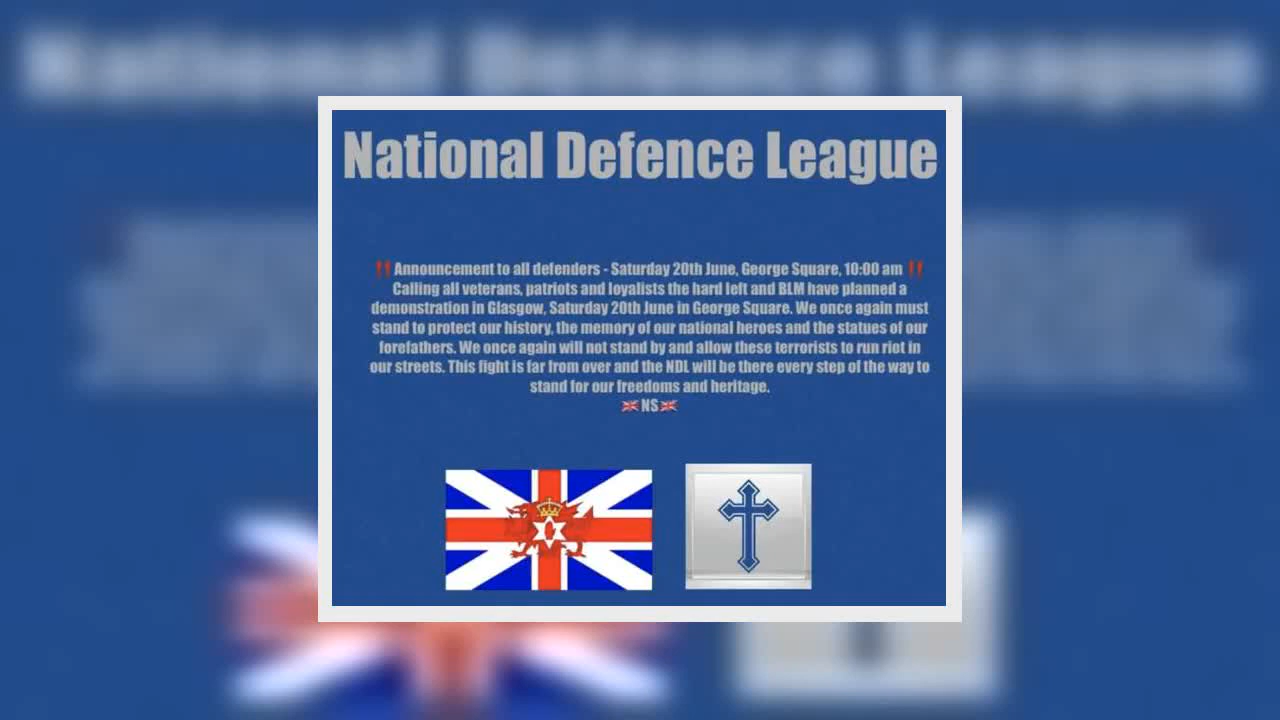 National Defence League
‼️Announcement to all defenders - Saturday 20th June, George Square, 10:00 am ‼️
Calling all veterans, patriots and loyalists the hard left and BLM have planned a
demonstration in Glasgow, Saturday 20th June in George Square. We once again must
stand to protect our history, the memory of our national heroes and the statues of our
forefathers. We once again will not stand by and allow these terrorists to run riot in
our streets. This fight is far from over and the NDL will be there every step of the way to
stand for our freedoms and heritage.
🇬🇧NS🇬🇧